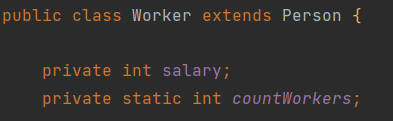 public class Worker extends Person {
private int salary;
private static int countWorkers;